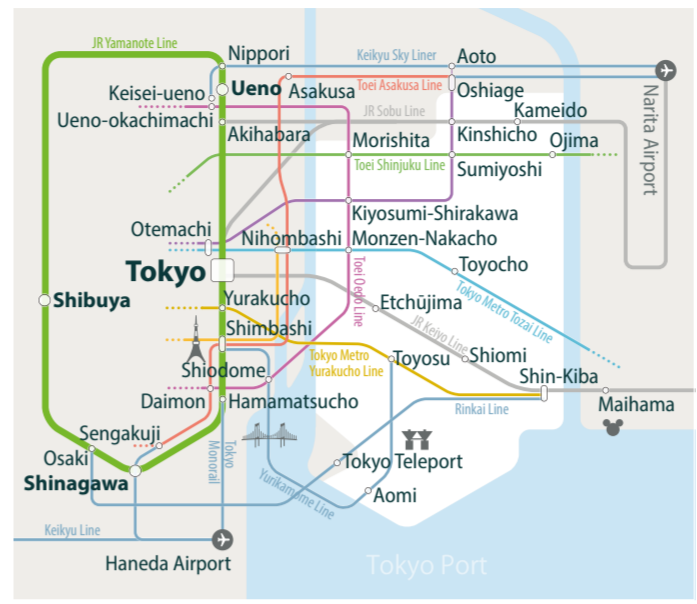 JR Yamanote Line
Nippori
Keikyu Sky Liner
Aoto
Keisei-ueno
Ueno
Asakusa
Toei Asakusa Line
Oshiage
Narita Airport
Ueno-okachimachi
JR Sobu Line
Kameido
Akihabara
Morishita
Kinshicho
Ojima
Toei Shinjuku Line
Sumiyoshi
Kiyosumi-Shirakawa
Otemachi
Nihombashi
Monzen-Nakacho
Tokyo
Toyocho
Toei Oedo Line
Tokyo Metro Tozai Line
Shibuya
Yurakucho
Etchūjima
JR Keiyo Line
Shimbashi
Tokyo Metro
Yurakucho Line
Toyosu
Shiomi
Shiodome
Shin-Kiba
Daimon
Hamamatsucho
Rinkai Line
Maihama
Sengakuji
Tokyo
Monorail
Osaki
Shinagawa
Tokyo Teleport
Yurikamome Line
Aomi
Keikyu Line
Haneda Airport
Tokyo Port